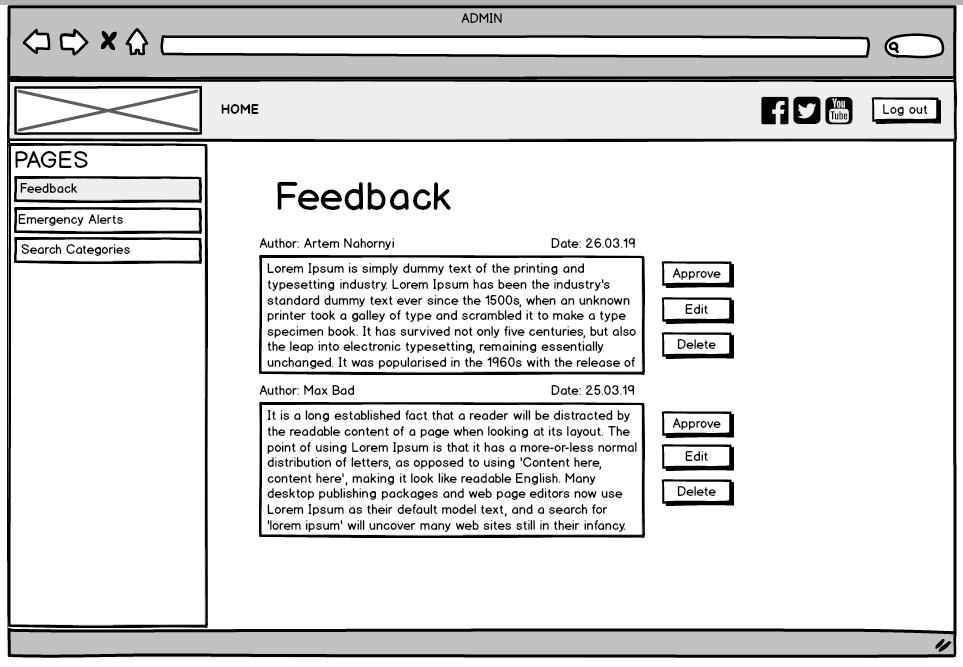 ADMIN
HOME
You
Tube
Log out
PAGES
Feedback
Emergency Alerts
Search Categories
Feedback
Author: Artem Nahornyi
Date: 26.03.19
Lorem Ipsum is simply dummy text of the printing and
typesetting industry. Lorem Ipsum has been the industry's
standard dummy text ever since the 1500s, when an unknown
printer took a galley of type and scrambled it to make a type
specimen book. It has survived not only five centuries, but also
the leap into electronic typesetting, remaining essentially
unchanged. It was popularised in the 1960s with the release of
Approve
Edit
Delete
Author: Max Bad
Date: 25.03.19
It is a long established fact that a reader will be distracted by
the readable content of a page when looking at its layout. The
point of using Lorem Ipsum is that it has a more-or-less normal
distribution of letters, as opposed to using 'Content here,
content here', making it look like readable English. Many
desktop publishing packages and web page editors now use
Lorem Ipsum as their default model text, and a search for
'lorem ipsum' will uncover many web sites still in their infancy.
Approve
Edit
Delete